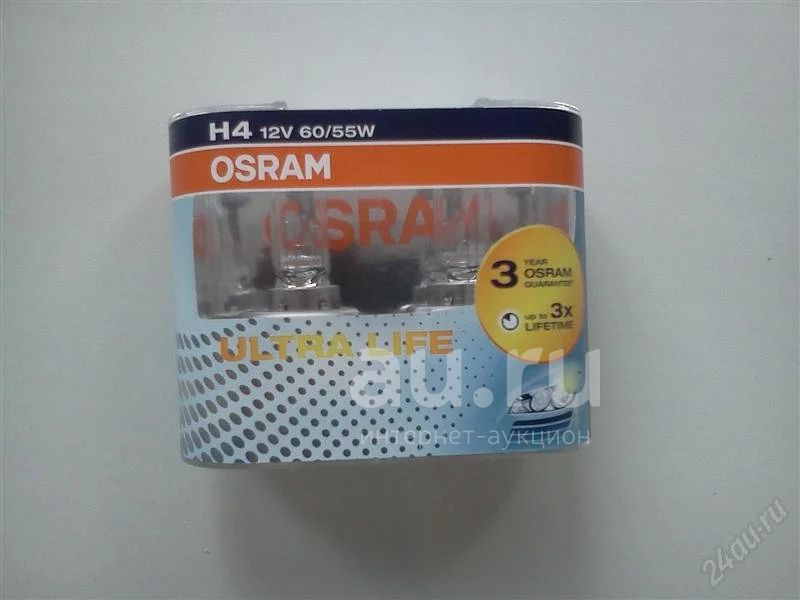 H4 12V 60/55W
OSRAM
OSRAM
3 YEAR
OSRAM
GUARANTEE*
up to 3x
LIFETIME
ULTRA LIFE
au.ru
интернет-аукцион
24au.ru